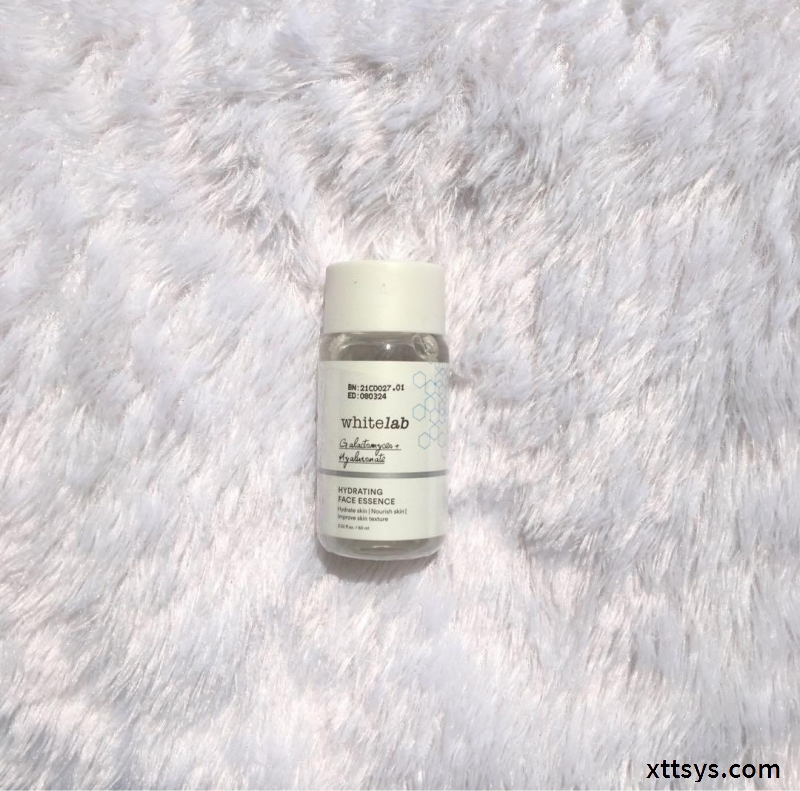 BN:21CD027.01
ED:080324
whitelab
Galactomyces +
Hyaluronate
HYDRATING
FACE ESSENCE
Hydrate skin | Nourish skin |
Improve skin texture
xttsys.com